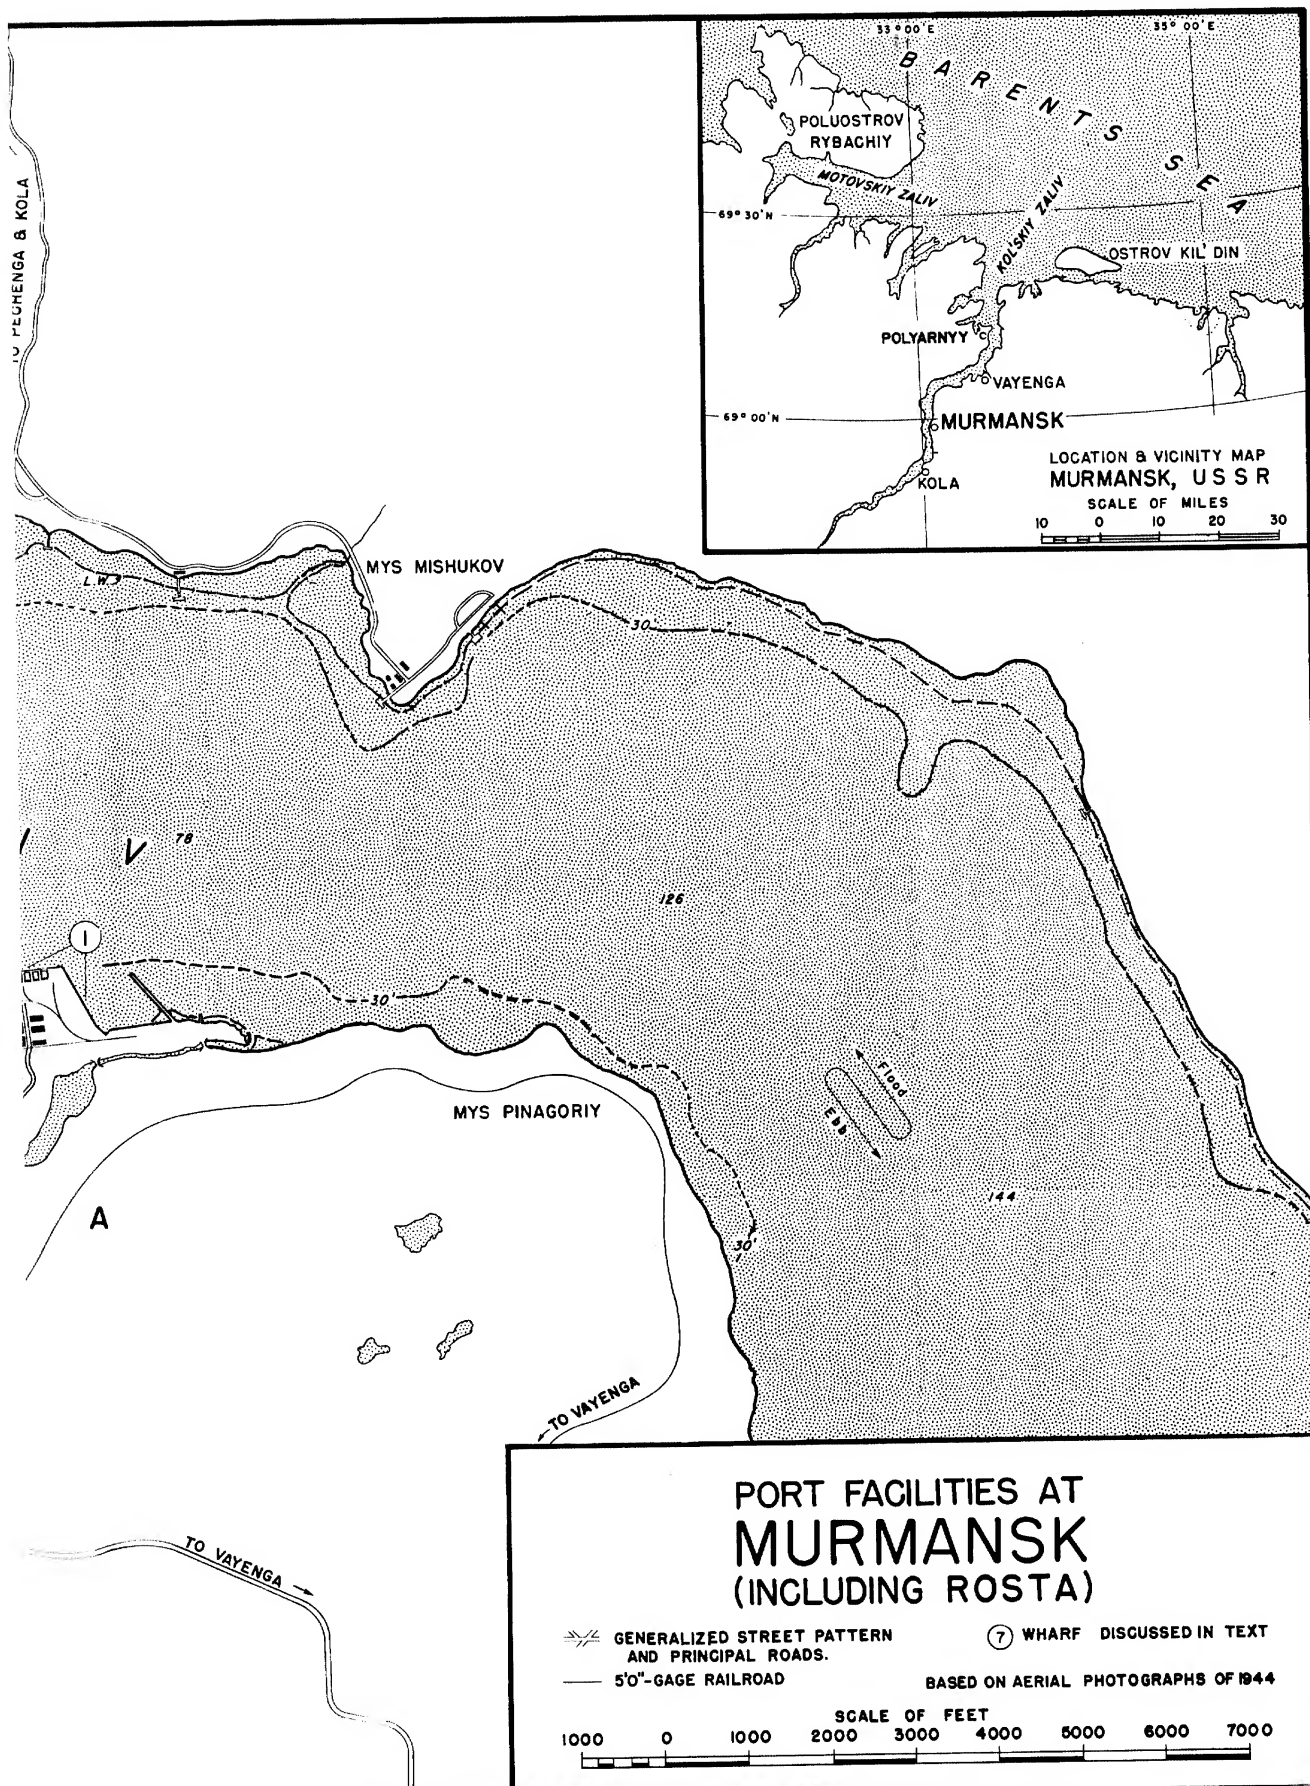 33° 00' E
35° 00' E
BARENTS SEA
POLUOSTROV
RYBACHIY
MOTOVSKIY ZALIV
69° 30' N
KOL'SKIY ZALIV
OSTROV KIL' DIN
POLYARNYY
VAYENGA
69° 00' N
MURMANSK
KOLA
LOCATION & VICINITY MAP
MURMANSK, U S S R
SCALE OF MILES
10 0 10 20 30
TO PECHENGA & KOLA
MYS MISHUKOV
L.W.
30
V
78
126
1
30'
Flood
Ebb
MYS PINAGORIY
144
A
30'
TO VAYENGA
TO VAYENGA
PORT FACILITIES AT
MURMANSK
(INCLUDING ROSTA)
GENERALIZED STREET PATTERN
AND PRINCIPAL ROADS.
7 WHARF DISCUSSED IN TEXT
5'0"-GAGE RAILROAD
BASED ON AERIAL PHOTOGRAPHS OF 1944
SCALE OF FEET
1000 0 1000 2000 3000 4000 5000 6000 7000